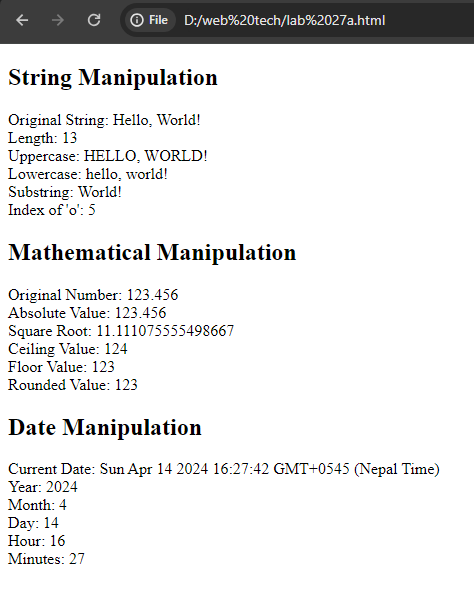 File D:/web%20tech/lab%2027a.html
String Manipulation
Original String: Hello, World!
Length: 13
Uppercase: HELLO, WORLD!
Lowercase: hello, world!
Substring: World!
Index of 'o': 5
Mathematical Manipulation
Original Number: 123.456
Absolute Value: 123.456
Square Root: 11.111075555498667
Ceiling Value: 124
Floor Value: 123
Rounded Value: 123
Date Manipulation
Current Date: Sun Apr 14 2024 16:27:42 GMT+0545 (Nepal Time)
Year: 2024
Month: 4
Day: 14
Hour: 16
Minutes: 27